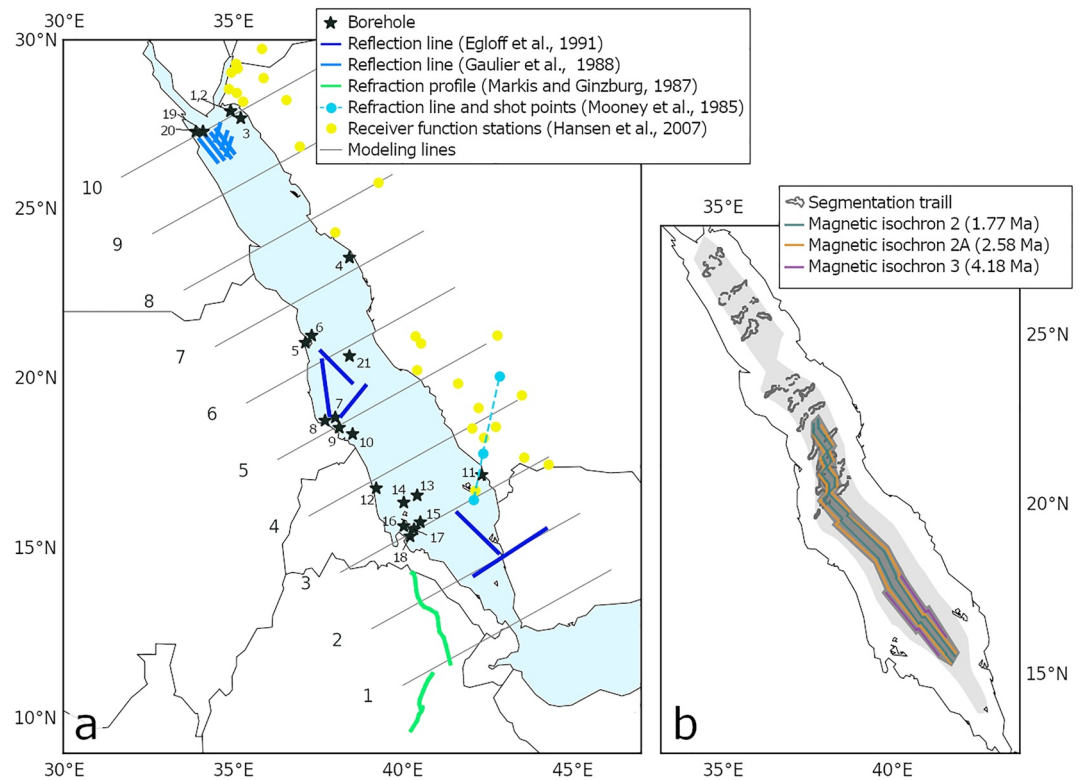 30°E 35°E
Borehole
Reflection line (Egloff et al., 1991)
Reflection line (Gaulier et al., 1988)
Refraction profile (Markis and Ginzburg, 1987)
Refraction line and shot points (Mooney et al., 1985)
Receiver function stations (Hansen et al., 2007)
Modeling lines
30°N
25°N
20°N
15°N
10°N
1,2
19
20
3
10
9
8
4
7
6
5
21
6
7
8
9
10
5
11
12
14
13
4
16
15
17
18
3
2
1
a
30°E 35°E 40°E 45°E
35°E
Segmentation traill
Magnetic isochron 2 (1.77 Ma)
Magnetic isochron 2A (2.58 Ma)
Magnetic isochron 3 (4.18 Ma)
25°N
20°N
15°N
b
35°E 40°E